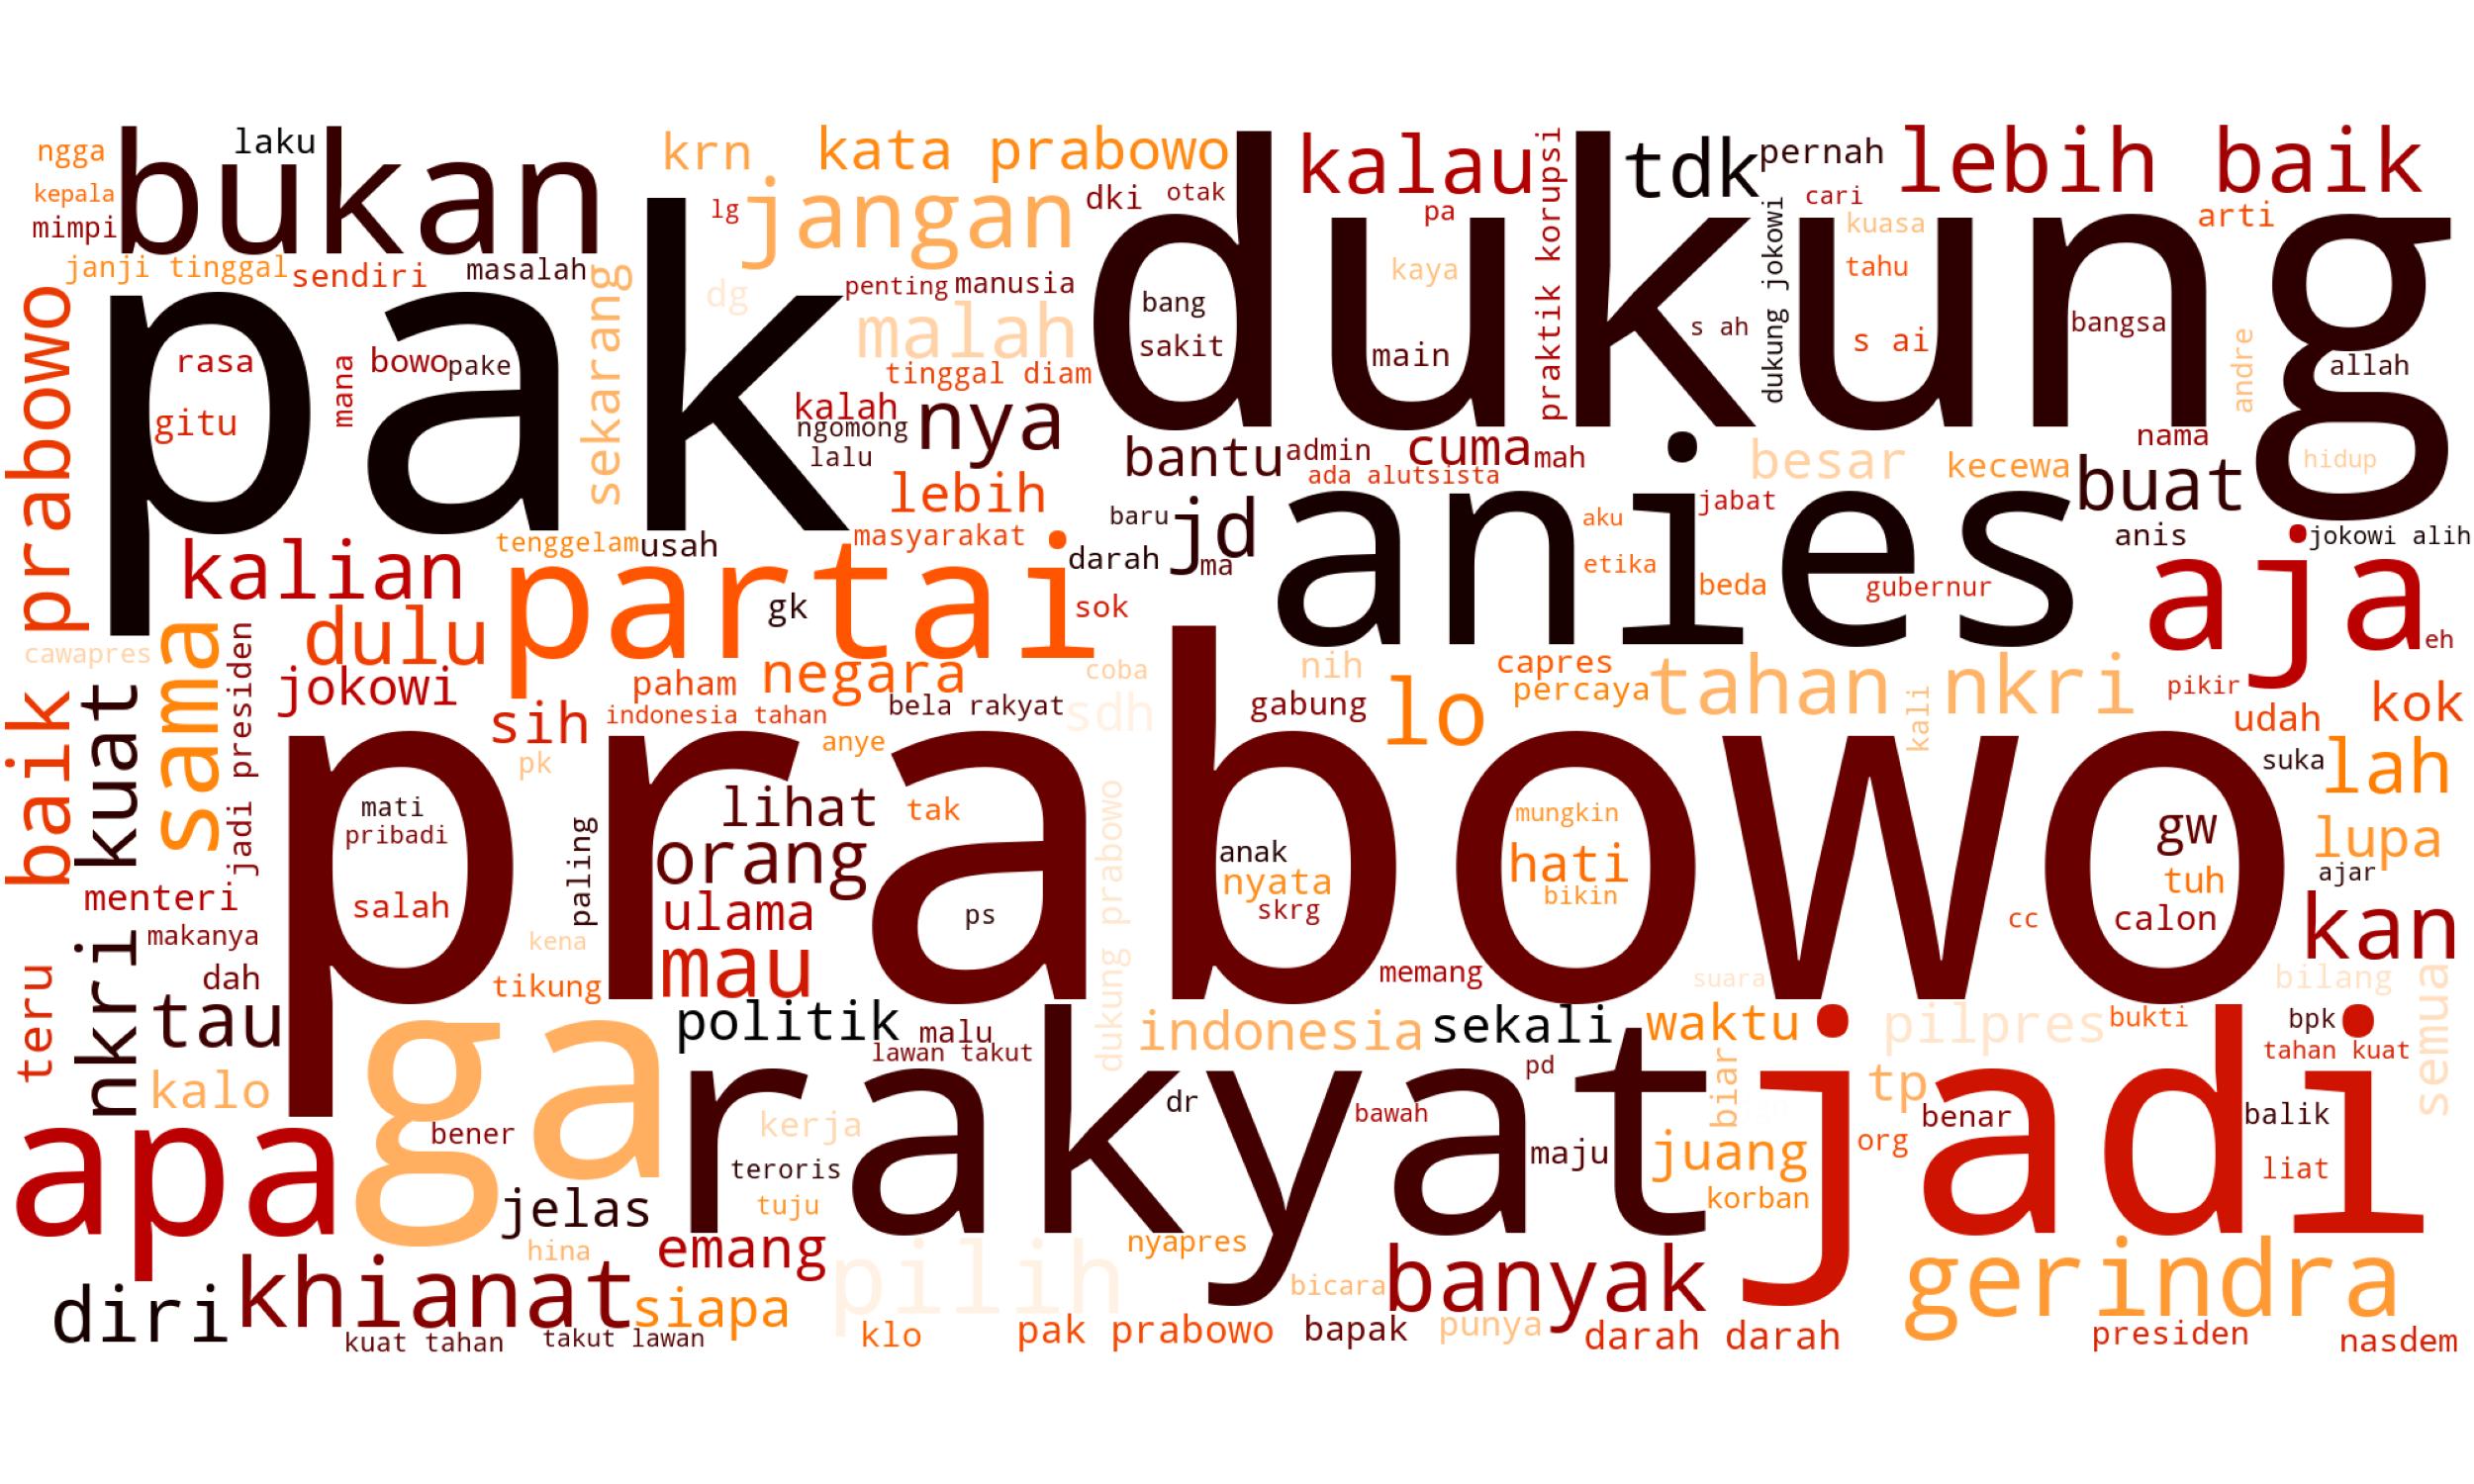 ngga
laku
bukan
krn
kata prabowo
dukung
kalau
praktik korupsi
tdk
pernah
lebih baik
kepala
mimpi
lg
jangan
dki
otak
pa
dukung jokowi
cari
kuasa
arti
janji tinggal
sendiri
masalah
sekarang
pak
dg
penting
manusia
kaya
tahu
baik prabowo
malah
bang
sakit
main
s ah
s ai
bangsa
andre
allah
rasa
mana
bowo
pake
tinggal diam
gitu
kalah
ngomong
nya
lalu
bantu
admin
cuma
mah
ada alutsista
besar
kecewa
nama
buat
hidup
lebih
anies
jabat
baru
jd
aku
anis
jokowi alih
tenggelam
usah
masyarakat
darah
ma
kalian
partai
etika
beda
gubernur
aja
eh
gk
sok
cawapres
sama
jadi presiden
dulu
jokowi
paham
negara
coba
nih
capres
percaya
tahan nkri
kali
pikir
nkri kuat
sih
indonesia tahan
bela rakyat
sdh
gabung
lo
udah
kok
anye
pk
prabowo
suka
lah
mati
pribadi
paling
lihat
tak
dukung prabowo
mungkin
gw
lupa
orang
anak
nyata
hati
tuh
ajar
menteri
salah
ulama
ps
skrg
bikin
cc
calon
kan
makanya
kena
teru
dah
tikung
mau
memang
suara
bilang
semua
tau
politik
malu
lawan takut
indonesia
sekali
waktu
pilpres
bukti
bpk
tahan kuat
kalo
ga
rakyat
pd
biar
tp
jadi
apa
bener
kerja
dr
bawah
benar
balik
teroris
maju
juang
org
liat
jelas
tuju
korban
hina
emang
nyapres
diri
khianat
siapa
pilih
bicara
banyak
gerindra
kuat tahan
takut lawan
klo
pak prabowo
bapak
punya
darah darah
presiden
nasdem